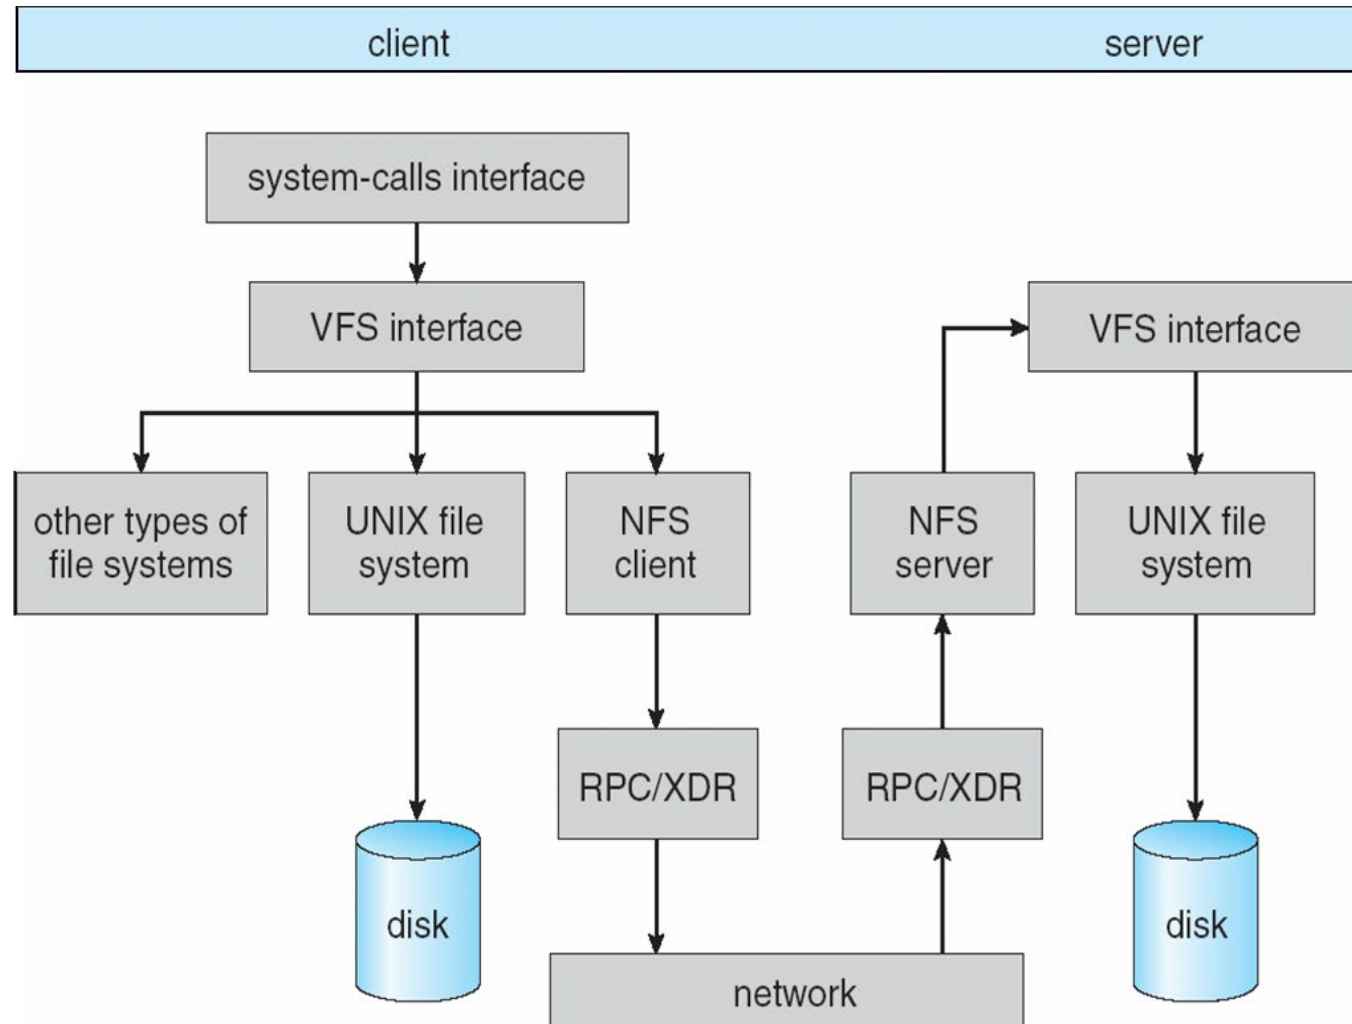 client
server
system-calls interface
VFS interface
VFS interface
other types of
file systems
UNIX file
system
NFS
client
NFS
server
UNIX file
system
RPC/XDR
RPC/XDR
disk
disk
network